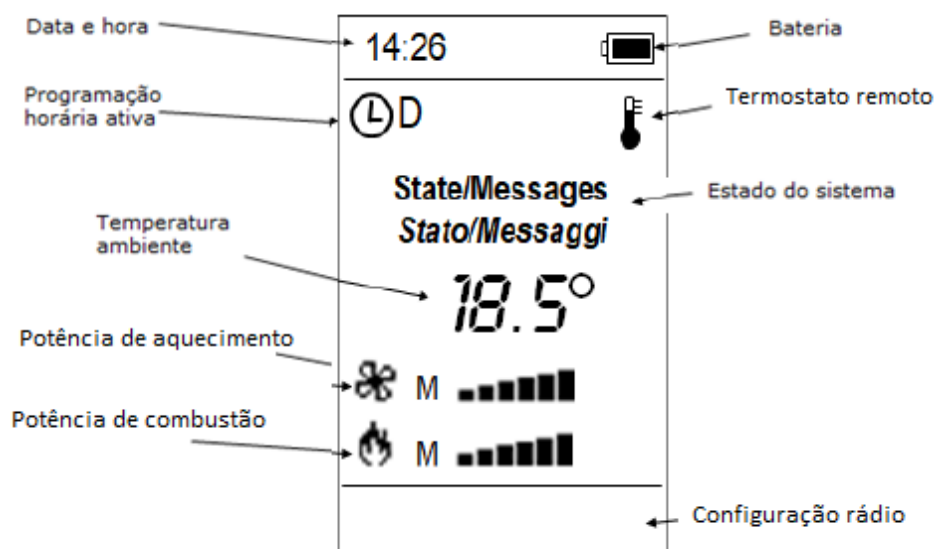 Data e hora
14:26
Bateria
Programação
horária ativa
D
Termostato remoto
State/Messages
Stato/Messaggi
Estado do sistema
Temperatura
ambiente
18.5°
Potência de aquecimento
M
Potência de combustão
M
Configuração rádio